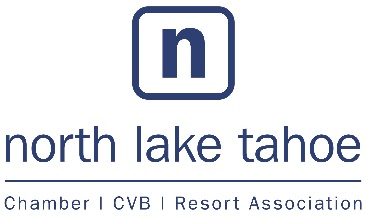 n
north lake tahoe
Chamber | CVB | Resort Association